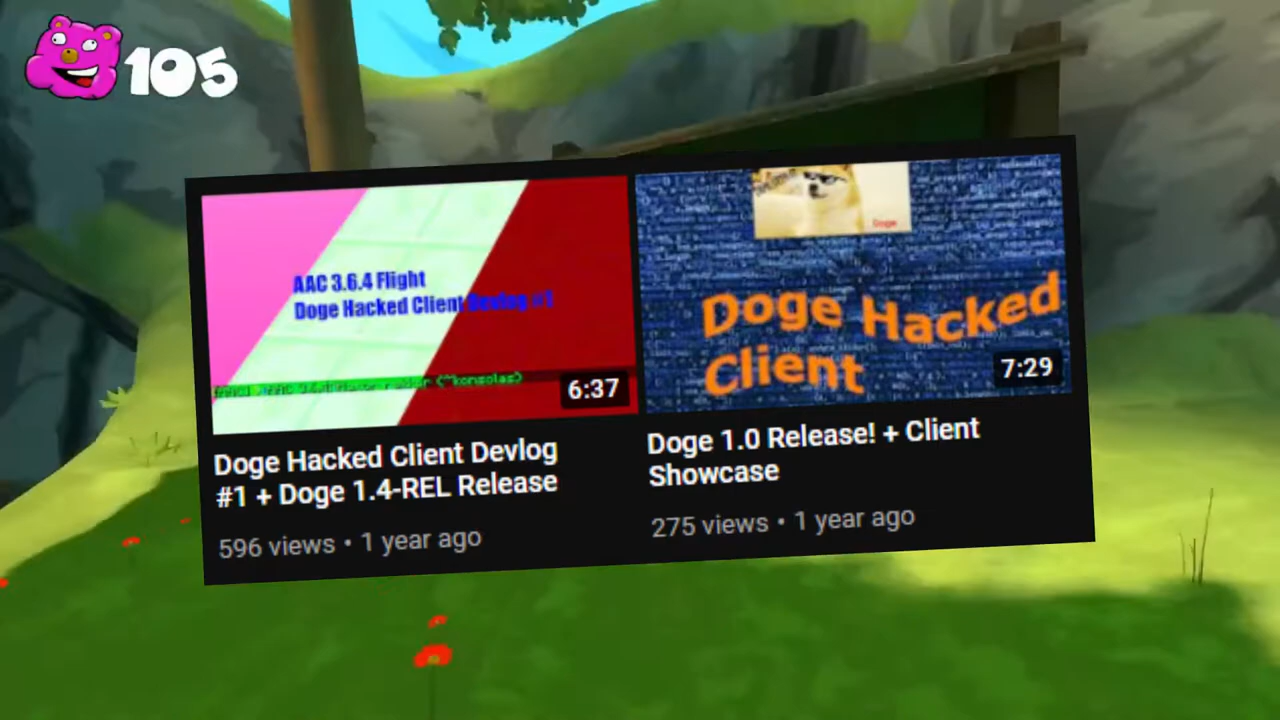 105
AAC 3.6.4 Flight
Doge Hacked Client Devlog #1
6:37
Doge Hacked Client Devlog
#1 + Doge 1.4-REL Release
596 views • 1 year ago
Doge
Doge Hacked
Client
7:29
Doge 1.0 Release! + Client
Showcase
275 views • 1 year ago